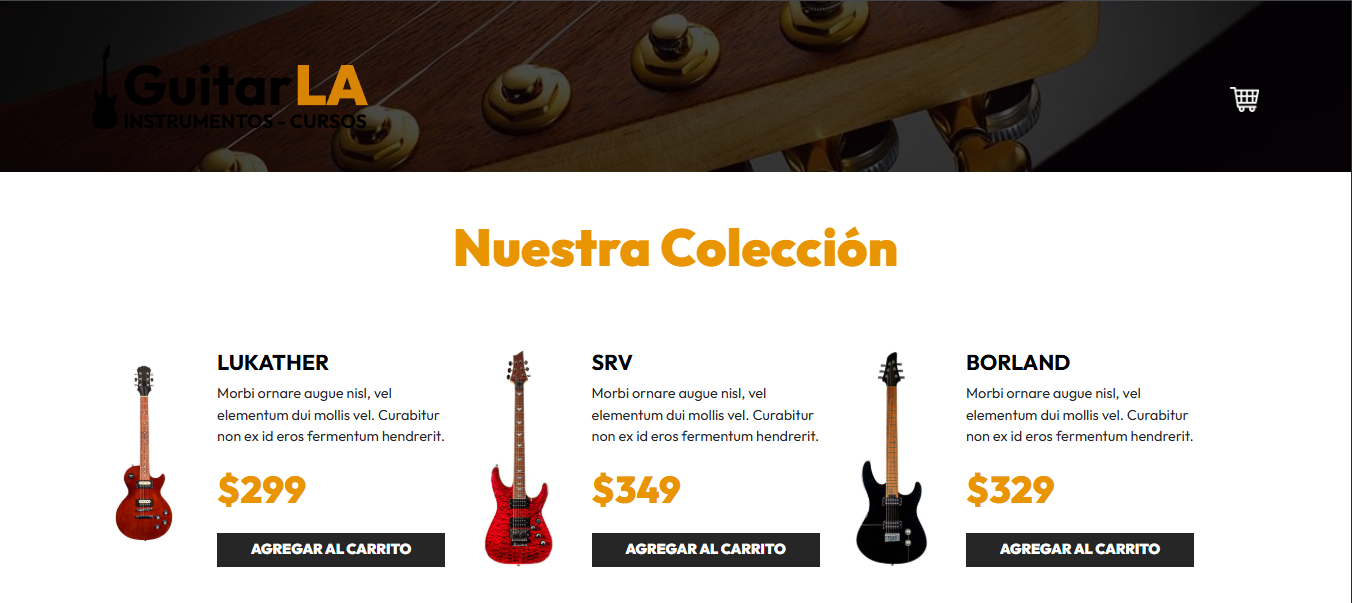 GuitarLA
INSTRUMENTOS - CURSOS
Nuestra Colección
LUKATHER
Morbi ornare augue nisl, vel
elementum dui mollis vel. Curabitur
non ex id eros fermentum hendrerit.
$299
AGREGAR AL CARRITO
SRV
Morbi ornare augue nisl, vel
elementum dui mollis vel. Curabitur
non ex id eros fermentum hendrerit.
$349
AGREGAR AL CARRITO
BORLAND
Morbi ornare augue nisl, vel
elementum dui mollis vel. Curabitur
non ex id eros fermentum hendrerit.
$329
AGREGAR AL CARRITO